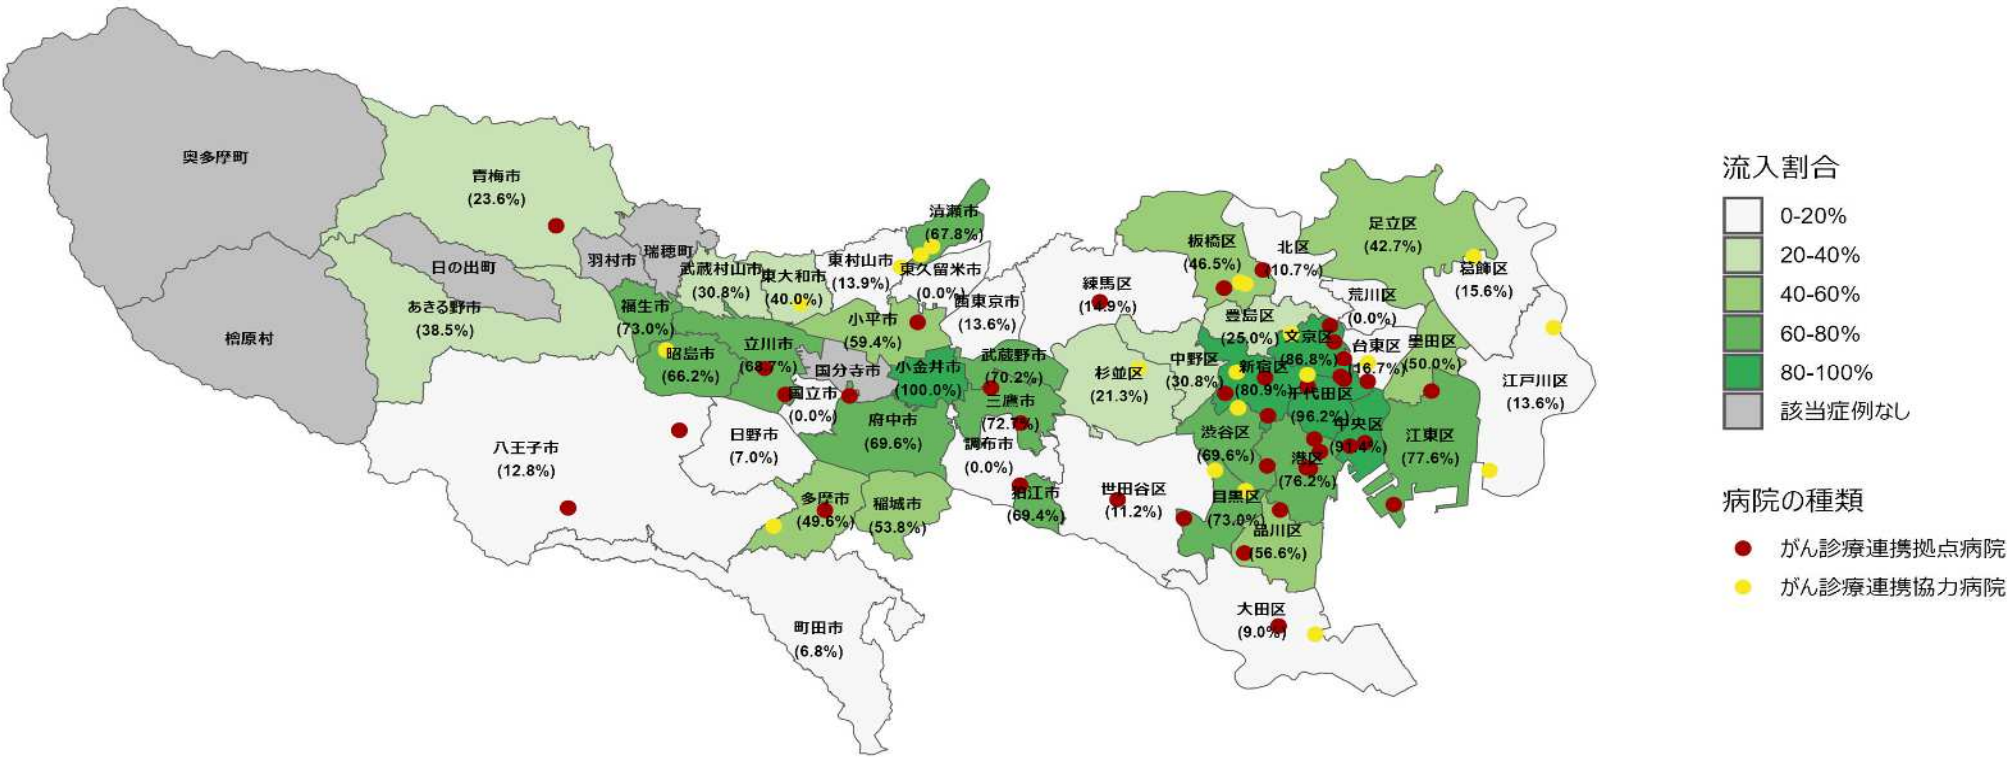 奥多摩町
青梅市
(23.6%)
日の出町
羽村市
瑞穂町
檜原村
あきる野市
(38.5%)
福生市
(73.0%)
武蔵村山市
(30.8%)
東大和市
(40.0%)
東村山市
(13.9%)
清瀬市
(67.8%)
東久留米市
(0.0%)
西東京市
(13.6%)
小平市
(59.4%)
昭島市
(66.2%)
立川市
(68.7%)
国分寺市
小金井市
(100.0%)
武蔵野市
(70.2%)
国立市
(0.0%)
府中市
(69.6%)
三鷹市
(72.7%)
調布市
(0.0%)
八王子市
(12.8%)
日野市
(7.0%)
多摩市
(49.6%)
稲城市
(53.8%)
狛江市
(69.4%)
町田市
(6.8%)
練馬区
(14.9%)
板橋区
(46.5%)
北区
(10.7%)
足立区
(42.7%)
葛飾区
(15.6%)
荒川区
(0.0%)
豊島区
(25.0%)
文京区
(86.8%)
台東区
(16.7%)
墨田区
(50.0%)
杉並区
(21.3%)
中野区
(30.8%)
新宿区
(80.9%)
千代田区
(96.2%)
江戸川区
(13.6%)
渋谷区
(69.6%)
中央区
(91.4%)
江東区
(77.6%)
港区
(76.2%)
世田谷区
(11.2%)
目黒区
(73.0%)
品川区
(56.6%)
大田区
(9.0%)
流入割合
0-20%
20-40%
40-60%
60-80%
80-100%
該当症例なし
病院の種類
がん診療連携拠点病院
がん診療連携協力病院